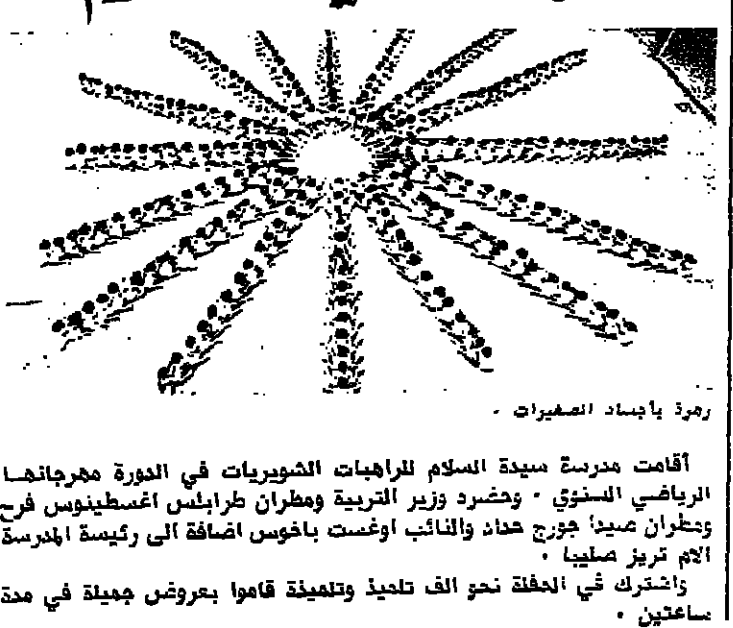 زهرة بأجساد الصغيرات .
أقامت مدرسة سيدة السلام للراهبات الشويريات في الدورة مهرجانها
الرياضي السنوي . وحضره وزير التربية ومطران طرابلس اغسطينوس فرح
ومطران صيدا جورج حداد والنائب اوغست باخوس اضافة الى رئيسة المدرسة
الام تريز صليبا .
واشترك في الحفلة نحو الف تلميذ وتلميذة قاموا بعروض جميلة في مدة
ساعتين .